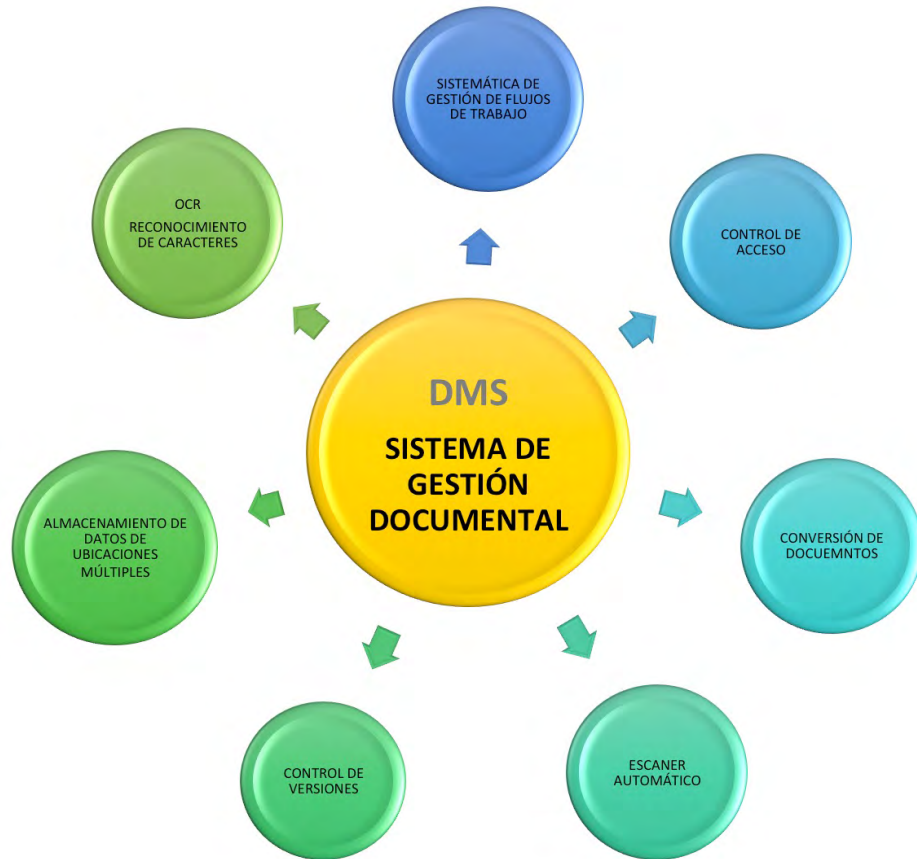 SISTEMÁTICA DE
GESTIÓN DE FLUJOS
DE TRABAJO
OCR
RECONOCIMIENTO
DE CARACTERES
CONTROL DE
ACCESO
DMS
SISTEMA DE
GESTIÓN
DOCUMENTAL
ALMACENAMIENTO DE
DATOS DE
UBICACIONES
MÚLTIPLES
CONVERSIÓN DE
DOCUEMNTOS
CONTROL DE
VERSIONES
ESCANER
AUTOMÁTICO